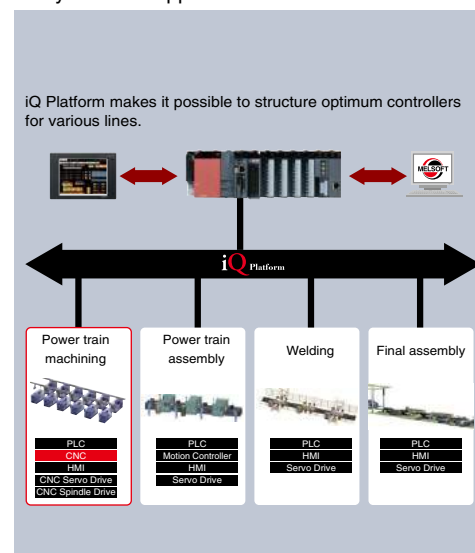 iQ Platform makes it possible to structure optimum controllers
for various lines.
MELSOFT
iQ Platform
Power train
machining
PLC
CNC
HMI
CNC Servo Drive
CNC Spindle Drive
Power train
assembly
PLC
Motion Controller
HMI
Servo Drive
Welding
PLC
HMI
Servo Drive
Final assembly
PLC
HMI
Servo Drive